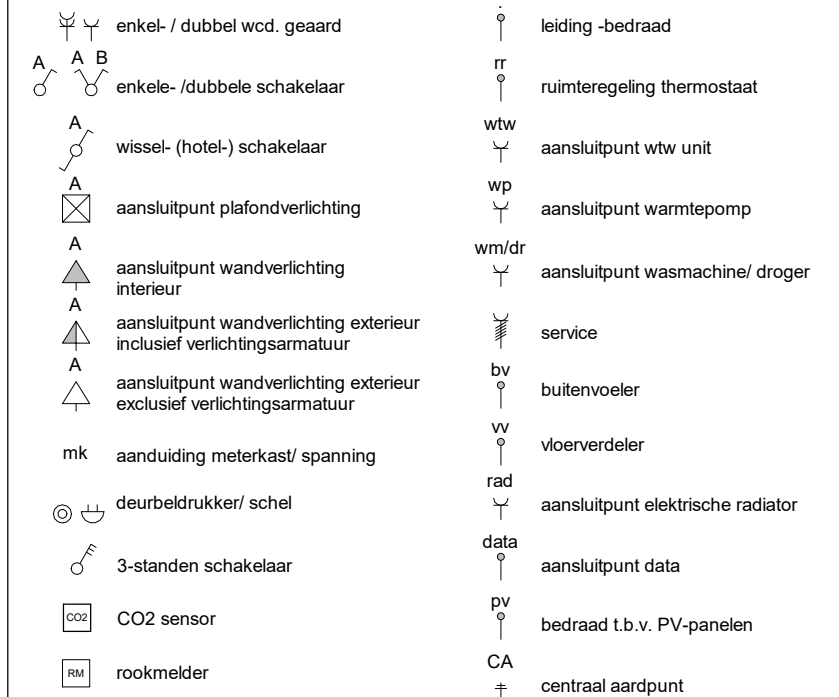 enkel- / dubbel wcd. geaard
A A B
enkele- /dubbele schakelaar
A
wissel- (hotel-) schakelaar
A
aansluitpunt plafondverlichting
A
aansluitpunt wandverlichting
interieur
A
aansluitpunt wandverlichting exterieur
inclusief verlichtingsarmatuur
A
aansluitpunt wandverlichting exterieur
exclusief verlichtingsarmatuur
mk aanduiding meterkast/ spanning
deurbeldrukker/ schel
3-standen schakelaar
CO2 CO2 sensor
RM rookmelder
leiding -bedraad
rr
ruimteregeling thermostaat
wtw
aansluitpunt wtw unit
wp
aansluitpunt warmtepomp
wm/dr
aansluitpunt wasmachine/ droger
service
bv
buitenvoeler
vv
vloerverdeler
rad
aansluitpunt elektrische radiator
data
aansluitpunt data
pv
bedraad t.b.v. PV-panelen
CA
centraal aardpunt